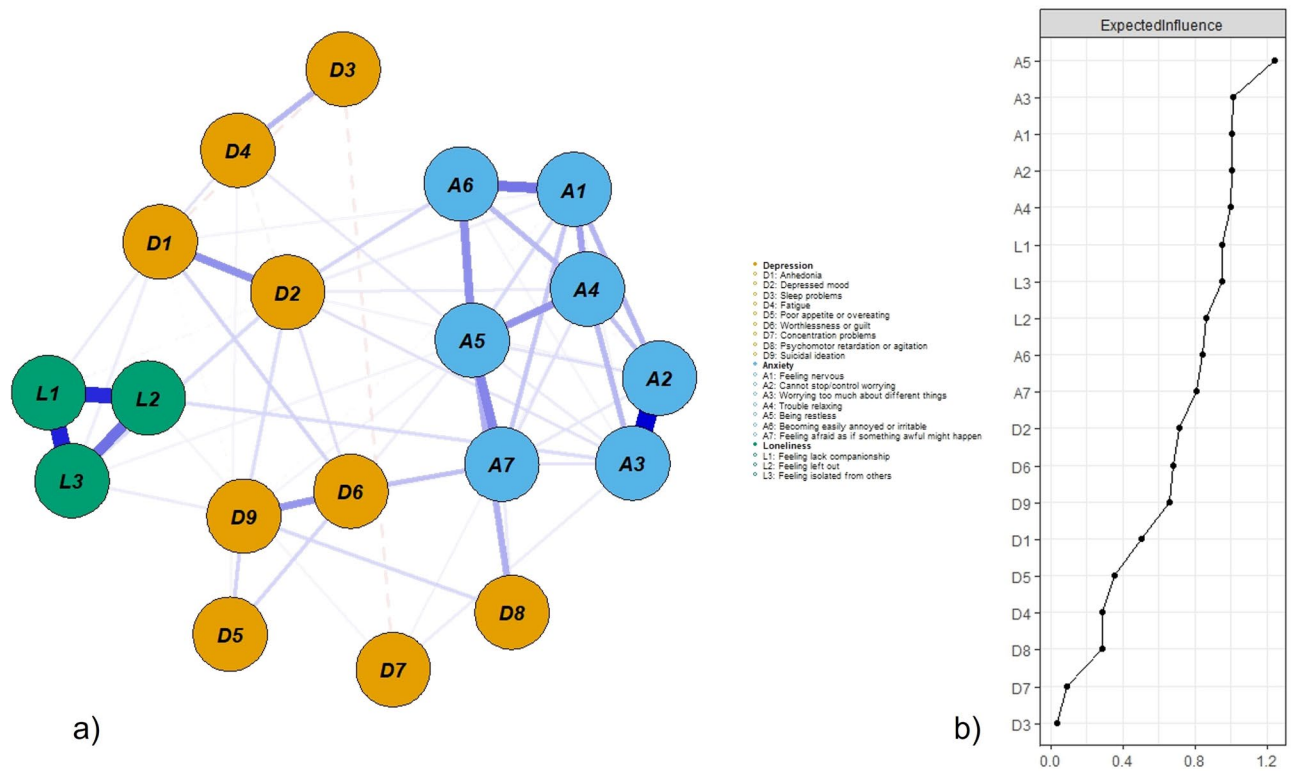 D3
D4
D1
D2
A6
A1
A4
A5
A2
A3
A7
L1
L2
L3
D6
D9
D5
D8
D7
a)
Depression
D1: Anhedonia
D2: Depressed mood
D3: Sleep problems
D4: Fatigue
D5: Poor appetite or overeating
D6: Worthlessness or guilt
D7: Concentration problems
D8: Psychomotor retardation or agitation
D9: Suicidal ideation
Anxiety
A1: Feeling nervous
A2: Cannot stop/control worrying
A3: Worrying too much about different things
A4: Trouble relaxing
A5: Being restless
A6: Becoming easily annoyed or irritable
A7: Feeling afraid as if something awful might happen
Loneliness
L1: Feeling lack companionship
L2: Feeling left out
L3: Feeling isolated from others
b)
ExpectedInfluence
A5
A3
A1
A2
A4
L1
L3
L2
A6
A7
D2
D6
D9
D1
D5
D4
D8
D7
D3
0.0 0.4 0.8 1.2